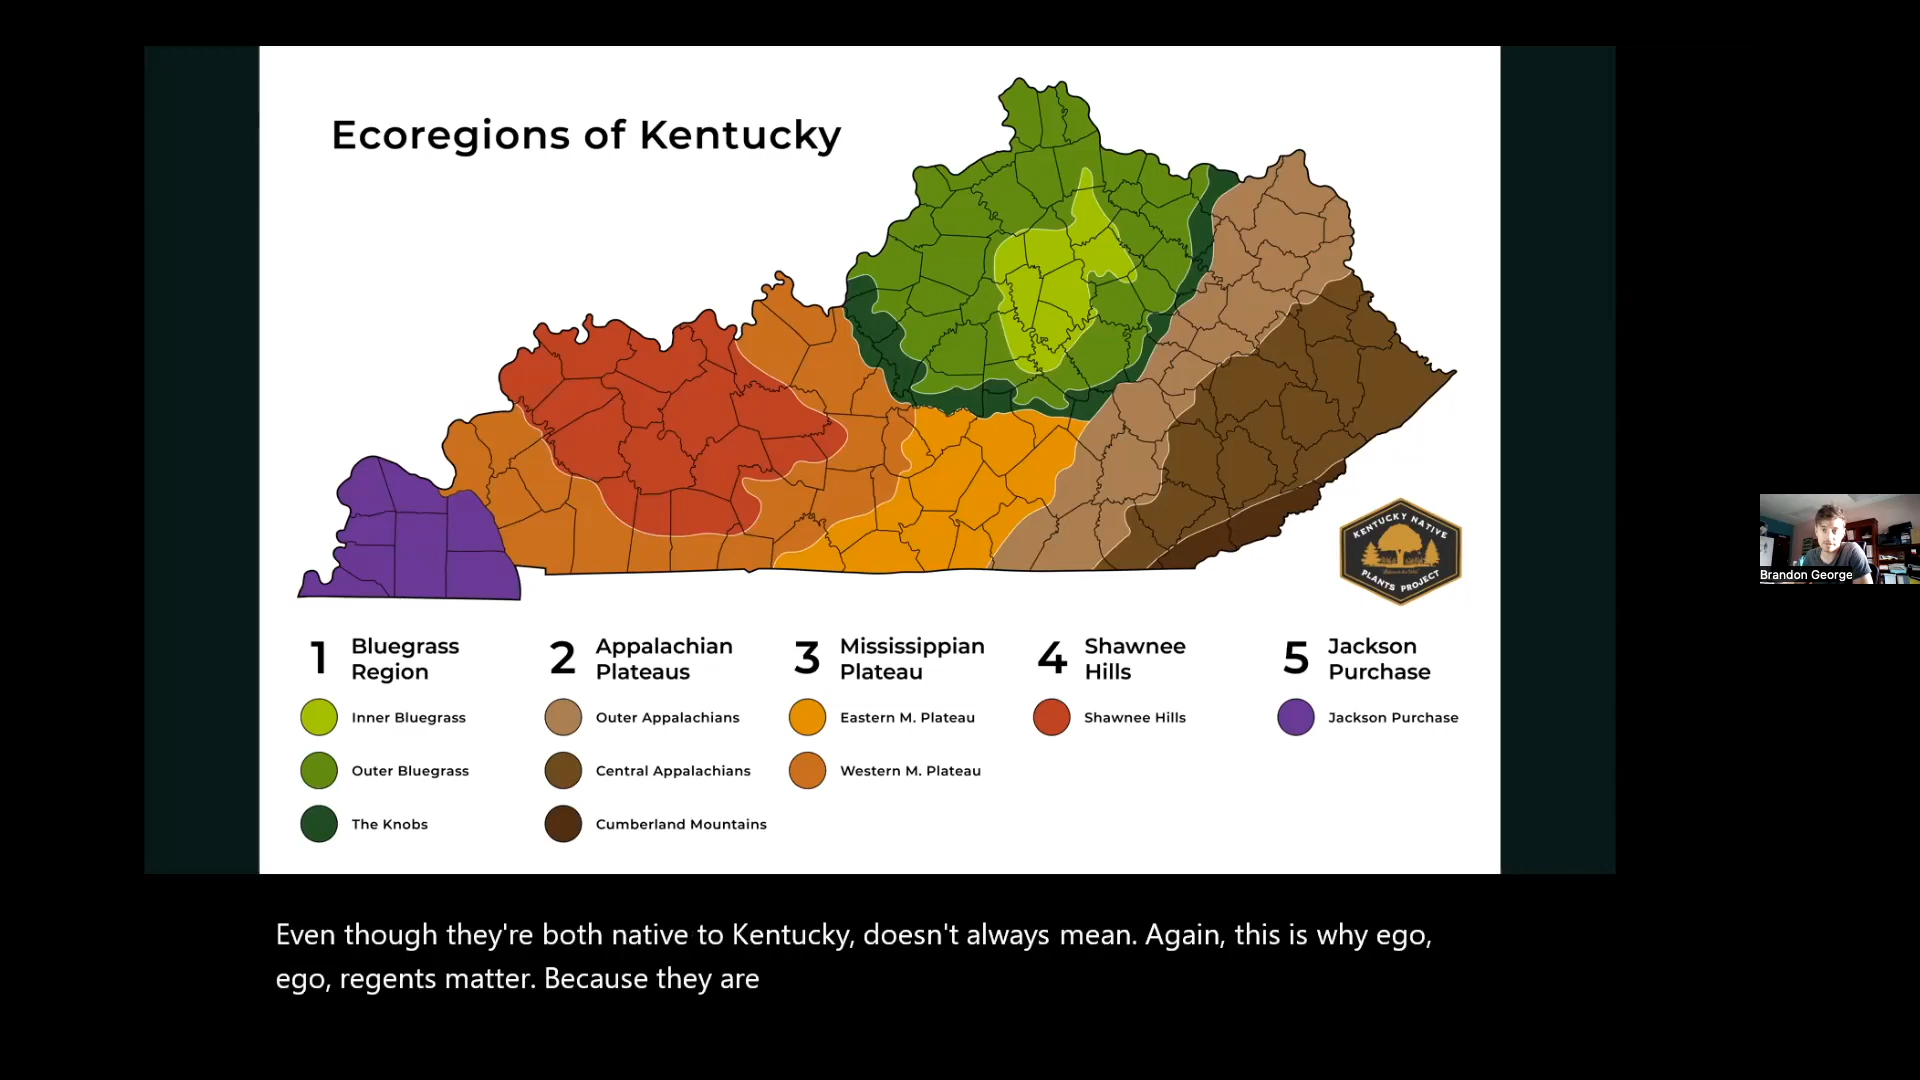 Ecoregions of Kentucky
KENTUCKY NATIVE
PLANTS PROJECT
Brandon George
1 Bluegrass
Region
Inner Bluegrass
Outer Bluegrass
The Knobs
2 Appalachian
Plateaus
Outer Appalachians
Central Appalachians
Cumberland Mountains
3 Mississippian
Plateau
Eastern M. Plateau
Western M. Plateau
4 Shawnee
Hills
Shawnee Hills
5 Jackson
Purchase
Jackson Purchase
Even though they're both native to Kentucky, doesn't always mean. Again, this is why ego,
ego, regents matter. Because they are